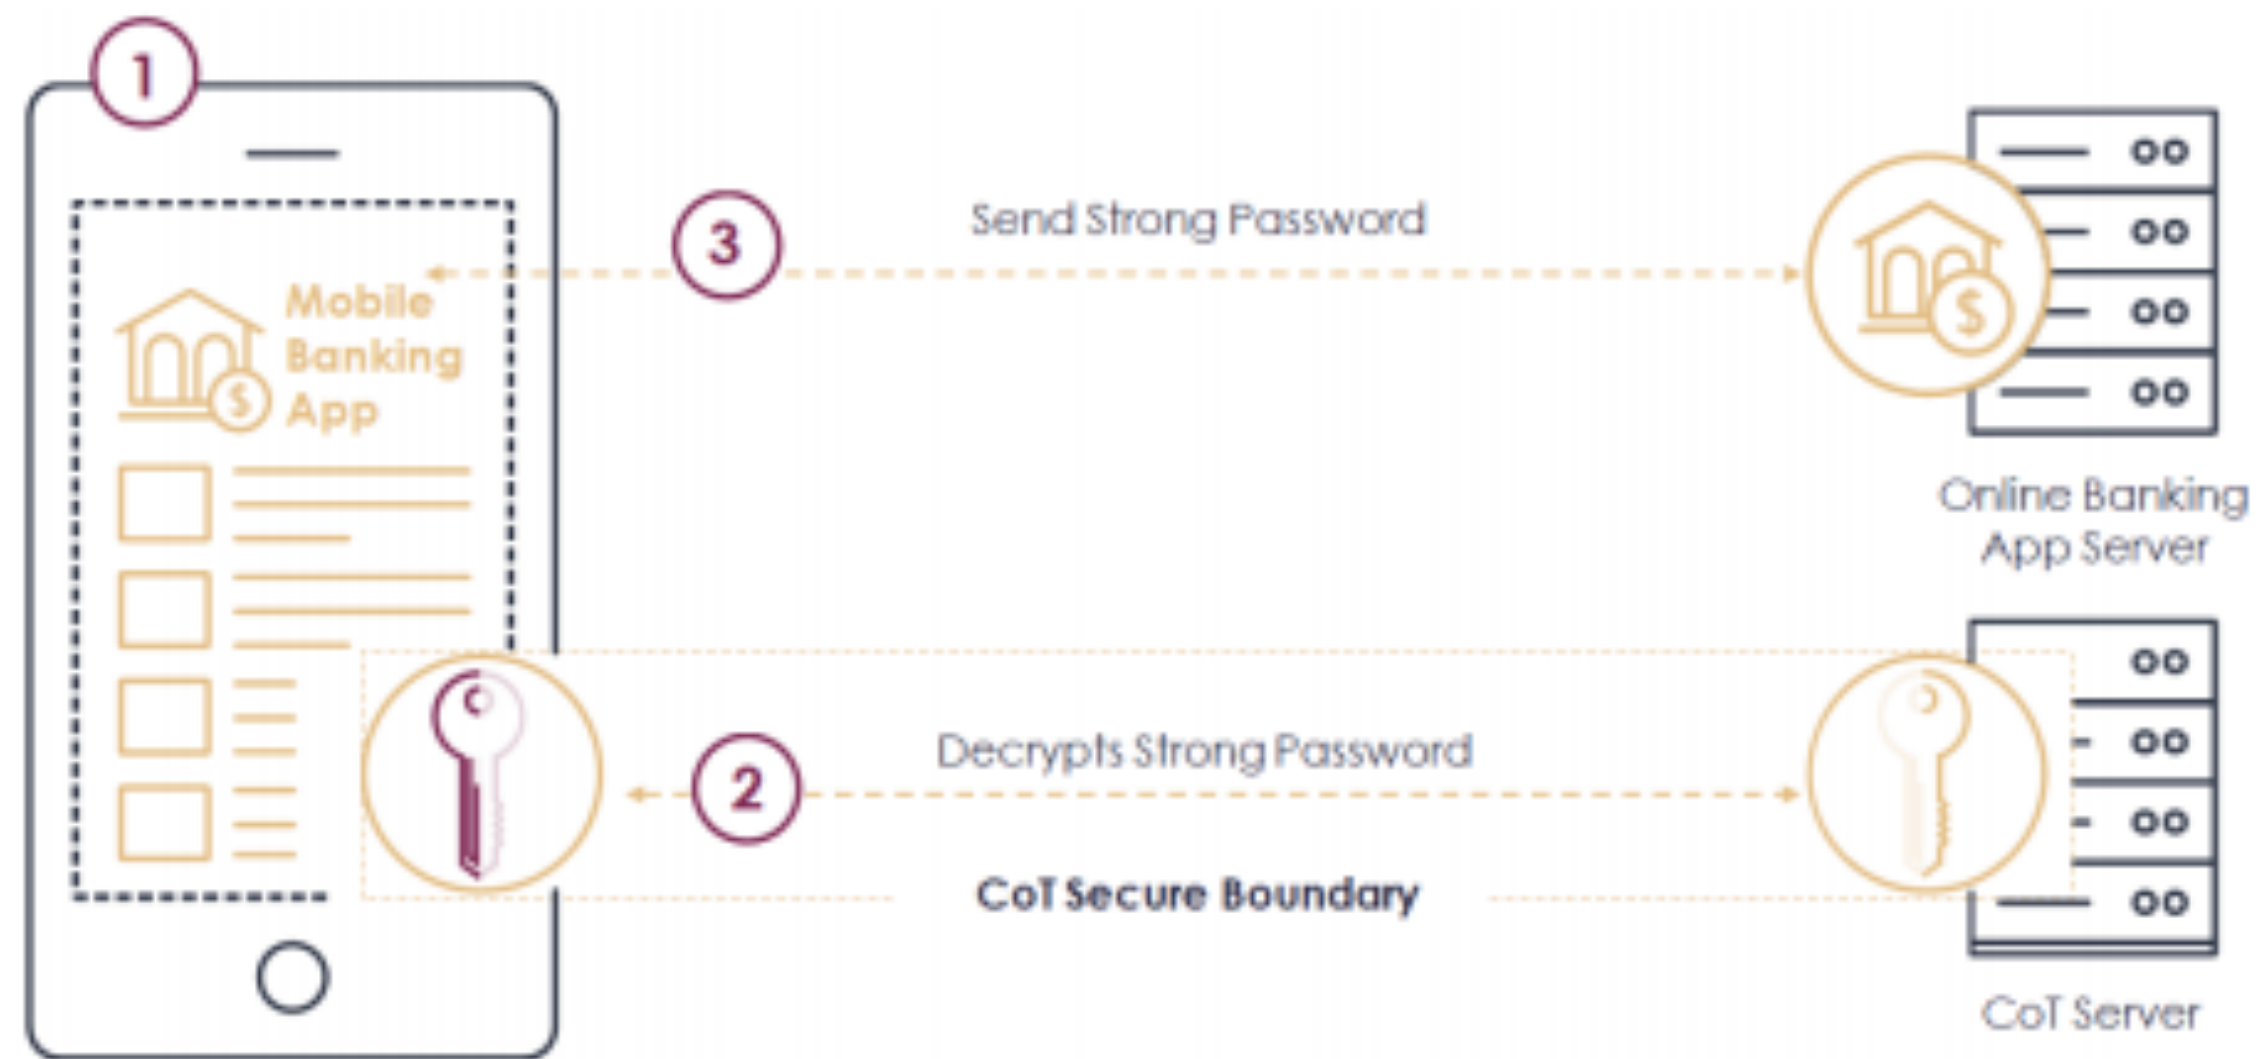 1
3
Send Strong Password
Mobile
Banking
App
$
$
Online Banking
App Server
2
Decrypts Strong Password
CoT Secure Boundary
CoT Server